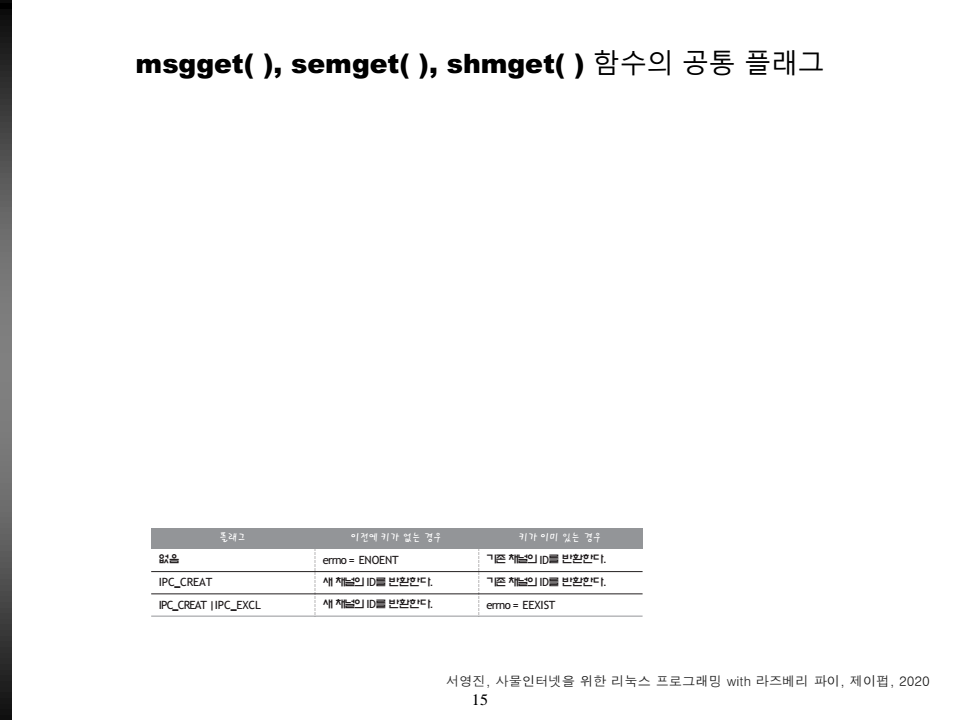 msgget( ), semget( ), shmget( ) 함수의 공통 플래그
플래그 이전에 키가 없는 경우 키가 이미 있는 경우
없음 errno = ENOENT 기존 채널의 ID를 반환한다.
IPC_CREAT 새 채널의 ID를 반환한다. 기존 채널의 ID를 반환한다.
IPC_CREAT | IPC_EXCL 새 채널의 ID를 반환한다. errno = EEXIST
서영진, 사물인터넷을 위한 리눅스 프로그래밍 with 라즈베리 파이, 제이펍, 2020
15